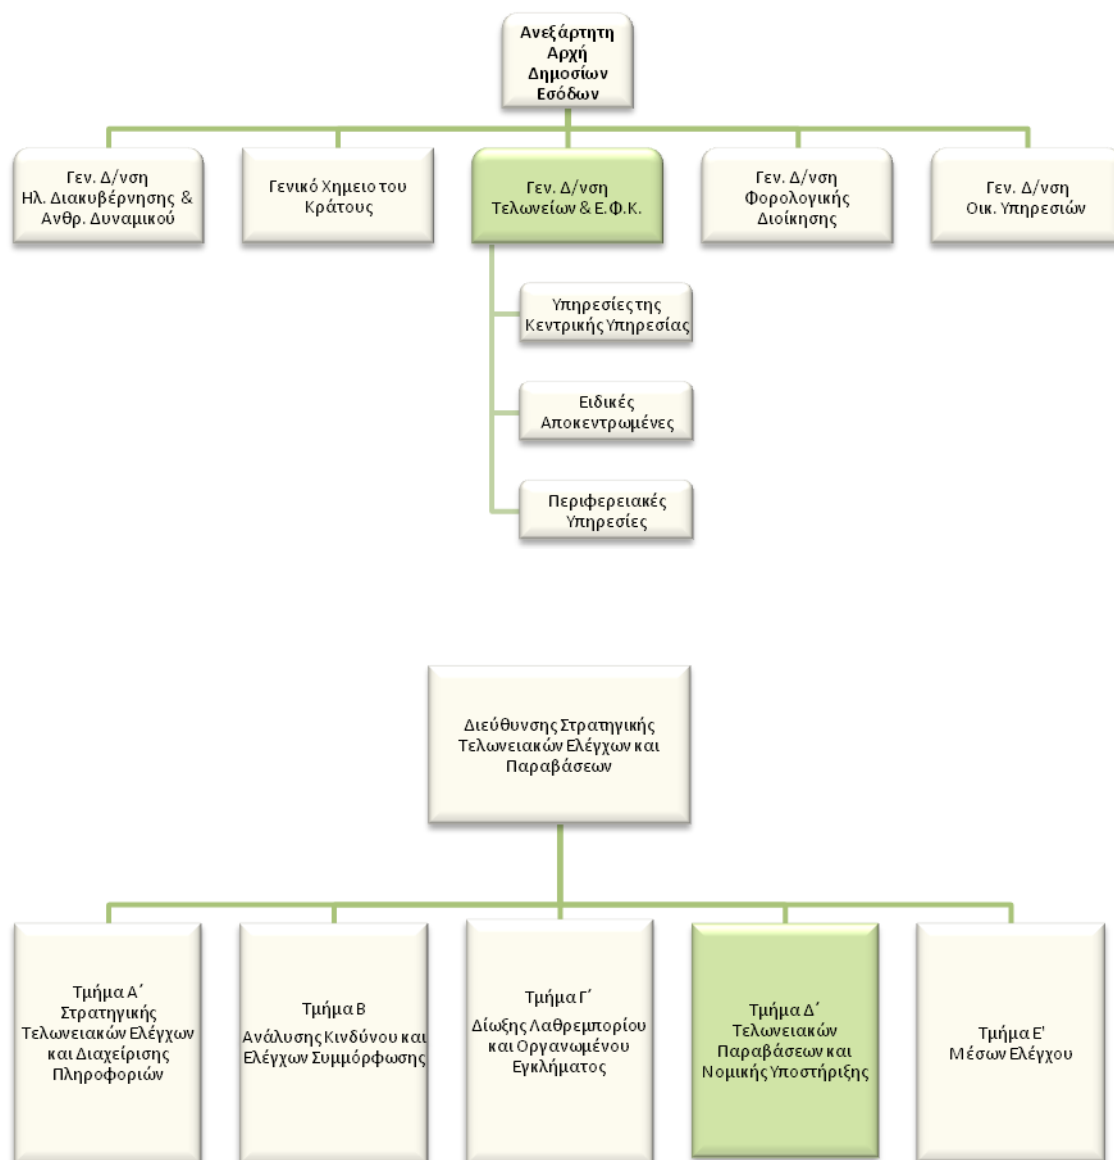 Ανεξάρτητη
Αρχή
Δημοσίων
Εσόδων
Γεν. Δ/νση
Ηλ. Διακυβέρνησης &
Ανθρ. Δυναμικού
Γενικό Χημειο του
Κράτους
Γεν. Δ/νση
Τελωνείων & Ε.Φ.Κ.
Γεν. Δ/νση
Φορολογικής
Διοίκησης
Γεν. Δ/νση
Οικ. Υπηρεσιών
Υπηρεσίες της
Κεντρικής Υπηρεσίας
Ειδικές
Αποκεντρωμένες
Περιφερειακές
Υπηρεσίες
Διεύθυνσης Στρατηγικής
Τελωνειακών Ελέγχων και
Παραβάσεων
Τμήμα Α΄
Στρατηγικής
Τελωνειακών Ελέγχων
και Διαχείρισης
Πληροφοριών
Τμήμα Β
Ανάλυσης Κινδύνου και
Ελέγχων Συμμόρφωσης
Τμήμα Γ΄
Δίωξης Λαθρεμπορίου
και Οργανωμένου
Εγκλήματος
Τμήμα Δ΄
Τελωνειακών
Παραβάσεων και
Νομικής Υποστήριξης
Τμήμα Ε'
Μέσων Ελέγχου